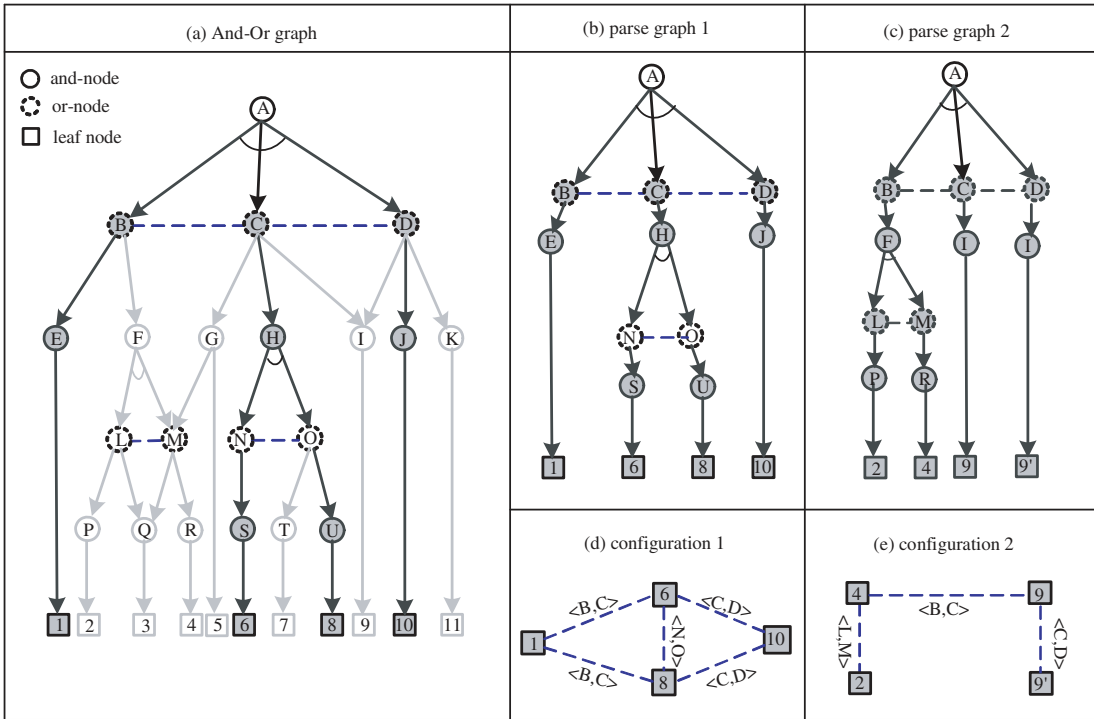 (a) And-Or graph
and-node
or-node
leaf node
A
B C D
E F G H I J K
L M N O
P Q R S T U
1 2 3 4 5 6 7 8 9 10 11
(b) parse graph 1
A
B C D
E H J
N O
S U
1 6 8 10
(c) parse graph 2
A
B C D
F I I
L M
P R
2 4 9 9'
(d) configuration 1
6
<B,C> <C,D>
1 <N,O> 10
<B,C> <C,D>
8
(e) configuration 2
4 9
<B,C>
<L,M> <C,D>
2 9'